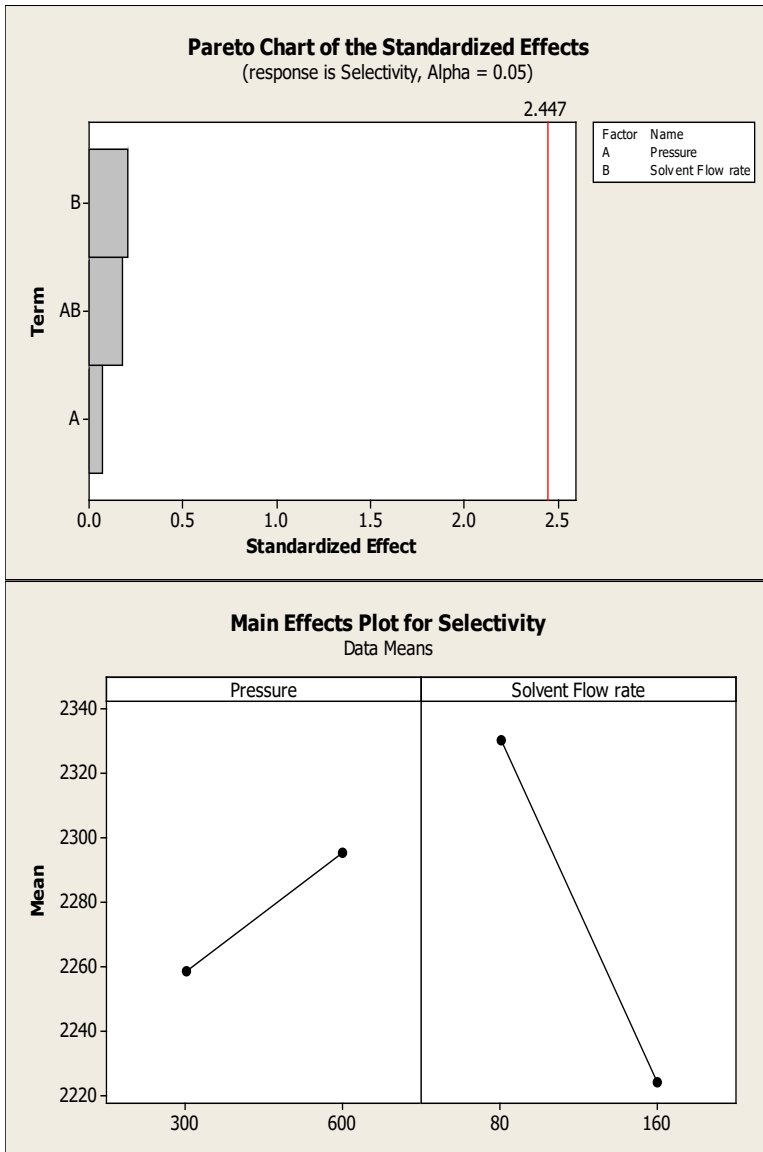 Pareto Chart of the Standardized Effects
(response is Selectivity, Alpha = 0.05)
2.447
Factor Name
A Pressure
B Solvent Flow rate
Term
B
AB
A
0.0 0.5 1.0 1.5 2.0 2.5
Standardized Effect
Main Effects Plot for Selectivity
Data Means
Pressure Solvent Flow rate
Mean
2340
2320
2300
2280
2260
2240
2220
300 600 80 160